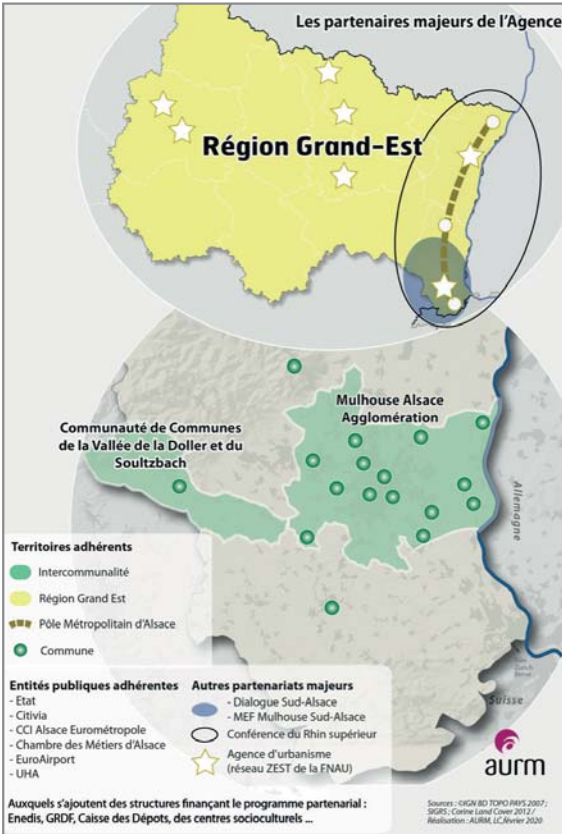 Les partenaires majeurs de l'Agence
Région Grand-Est
Mulhouse Alsace
Agglomération
Communauté de Communes
de la Vallée de la Doller et du
Soultzbach
Allemagne
Suisse
Territoires adhérents
Intercommunalité
Région Grand Est
Pôle Métropolitain d'Alsace
Commune
Entités publiques adhérentes
- Etat
- Citivia
- CCI Alsace Eurométropole
- Chambre des Métiers d'Alsace
- EuroAirport
- UHA
Autres partenariats majeurs
- Dialogue Sud-Alsace
- MEF Mulhouse Sud-Alsace
Conférence du Rhin supérieur
Agence d'urbanisme
(réseau ZEST de la FNAU)
aurm
Auxquels s'ajoutent des structures finançant le programme partenarial :
Enedis, GRDF, Caisse des Dépots, des centres socioculturels ...
Sources : ©IGN BD TOPO PAYS 2007 ;
SIGRS ; Corine Land Cover 2012 /
Réalisation : AURM, LC février 2020